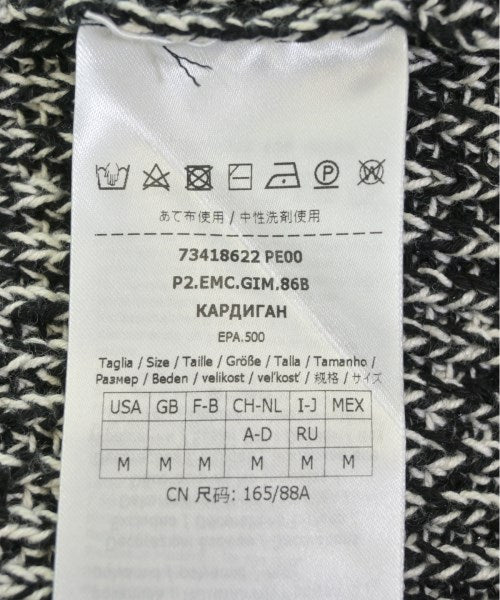 あて布使用 / 中性洗剤使用
73418622 PE00
P2.EMC.GIM.86B
КАРДИГАН
EPA.500
Taglia / Size / Taille / Größe / Talla / Tamanho /
Размер / Beden / velikost / veľkosť / 规格 / サイズ
USA GB F-B CH-NL I-J MEX
A-D RU
M M M M M M
CN 尺码: 165/88A